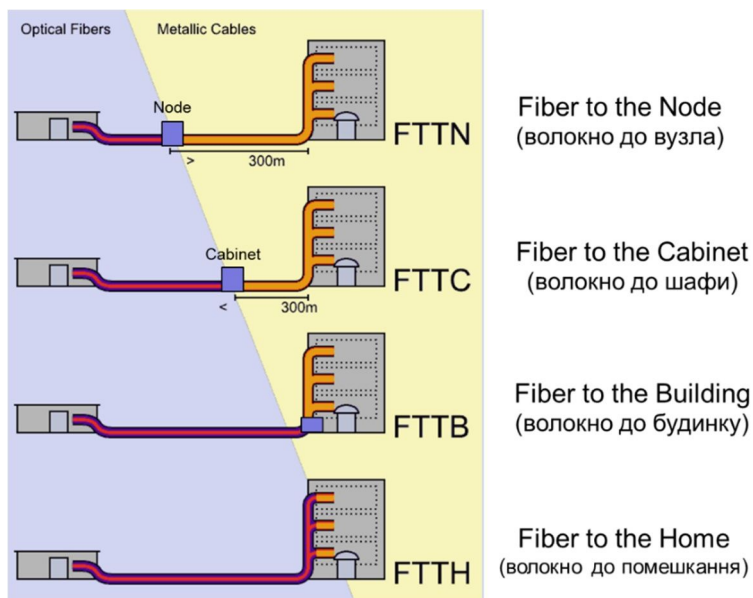 Optical Fibers Metallic Cables
Node
> 300m
FTTN
Fiber to the Node
(волокно до вузла)
Cabinet
< 300m
FTTC
Fiber to the Cabinet
(волокно до шафи)
FTTB
Fiber to the Building
(волокно до будинку)
FTTH
Fiber to the Home
(волокно до помешкання)